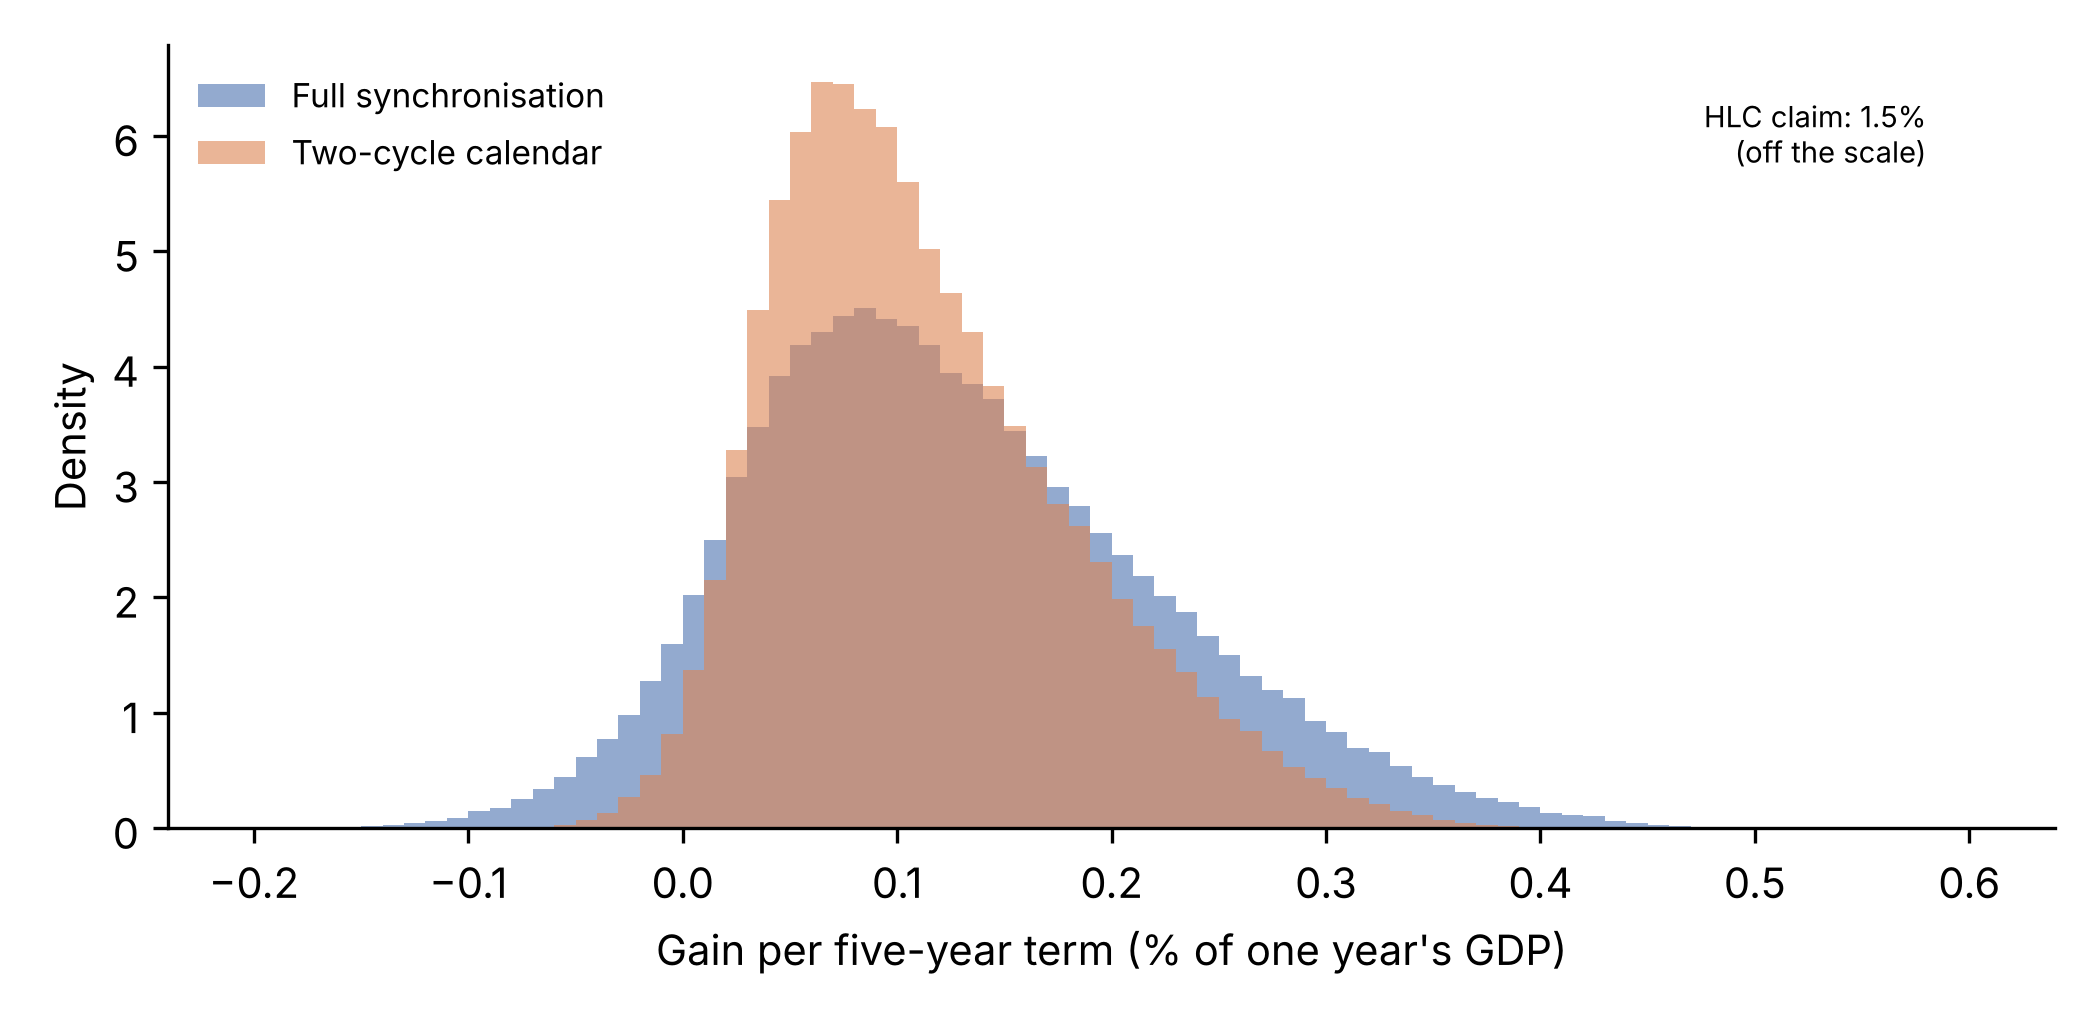 Full synchronisation
Two-cycle calendar
HLC claim: 1.5%
(off the scale)
Density
6
5
4
3
2
1
0
−0.2
−0.1
0.0
0.1
0.2
0.3
0.4
0.5
0.6
Gain per five-year term (% of one year's GDP)